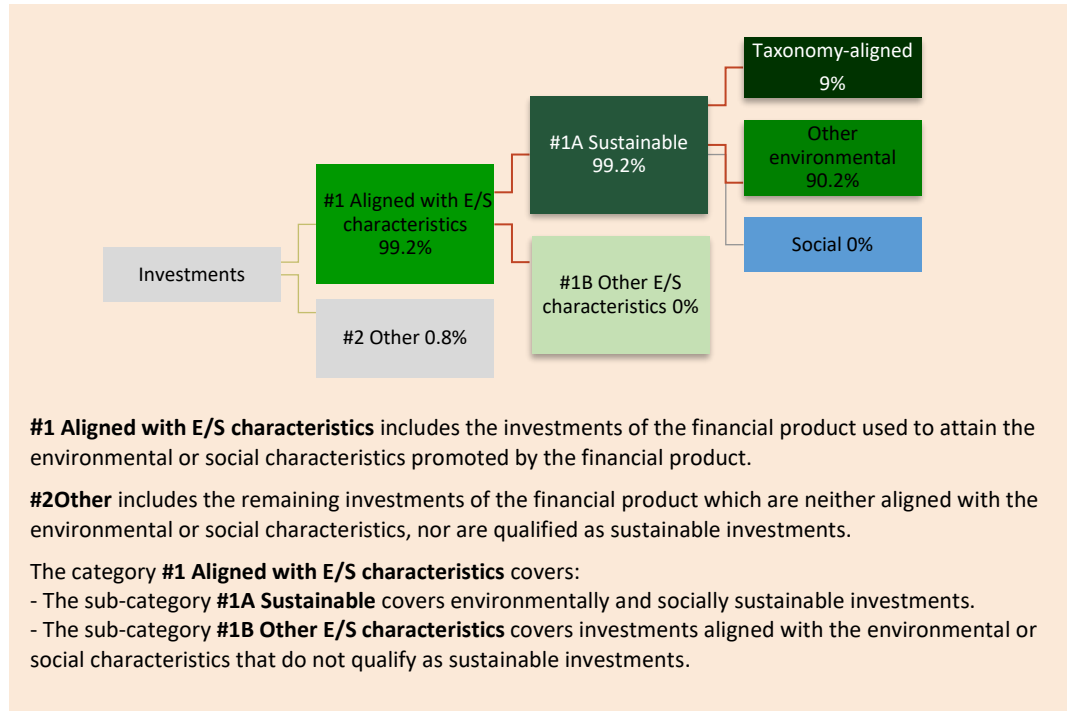 Taxonomy-aligned
9%
#1A Sustainable
99.2%
Other
environmental
90.2%
#1 Aligned with E/S
characteristics
99.2%
Social 0%
Investments
#1B Other E/S
characteristics 0%
#2 Other 0.8%
#1 Aligned with E/S characteristics includes the investments of the financial product used to attain the
environmental or social characteristics promoted by the financial product.
#2Other includes the remaining investments of the financial product which are neither aligned with the
environmental or social characteristics, nor are qualified as sustainable investments.
The category #1 Aligned with E/S characteristics covers:
- The sub-category #1A Sustainable covers environmentally and socially sustainable investments.
- The sub-category #1B Other E/S characteristics covers investments aligned with the environmental or
social characteristics that do not qualify as sustainable investments.